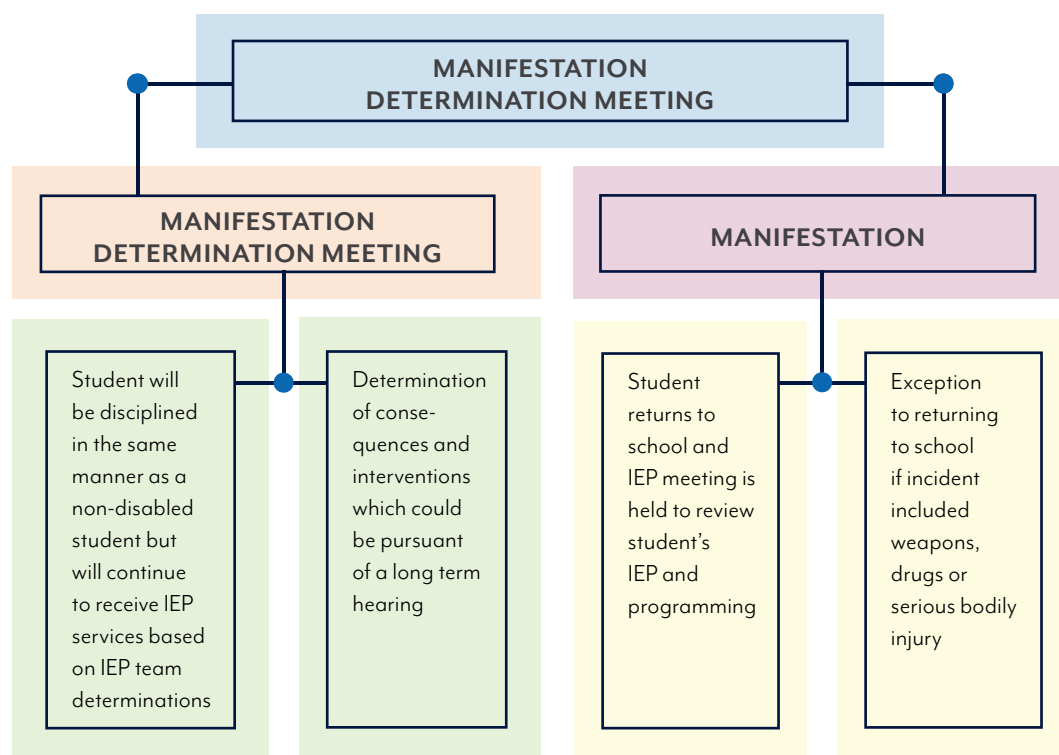 MANIFESTATION
DETERMINATION MEETING
MANIFESTATION
DETERMINATION MEETING
MANIFESTATION
Student will
be disciplined
in the same
manner as a
non-disabled
student but
will continue
to receive IEP
services based
on IEP team
determinations
Determination
of conse-
quences and
interventions
which could
be pursuant
of a long term
hearing
Student
returns to
school and
IEP meeting is
held to review
student’s
IEP and
programming
Exception
to returning
to school
if incident
included
weapons,
drugs or
serious bodily
injury